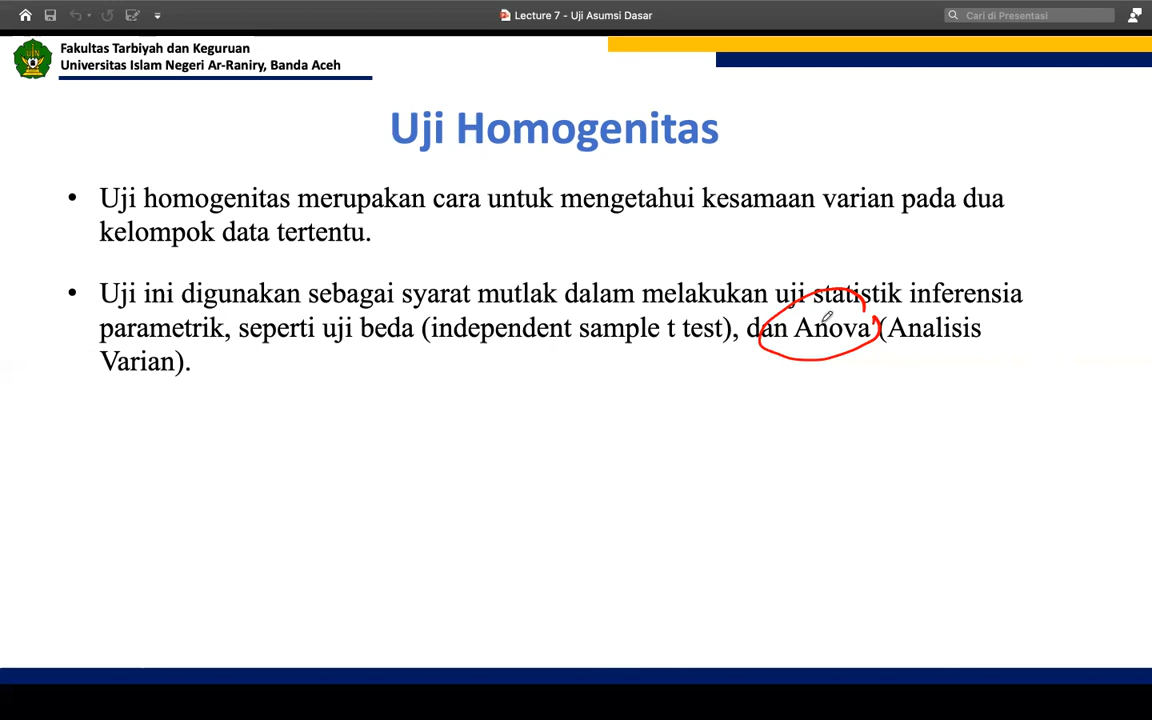 Lecture 7 - Uji Asumsi Dasar
Cari di Presentasi
Fakultas Tarbiyah dan Keguruan
Universitas Islam Negeri Ar-Raniry, Banda Aceh
Uji Homogenitas
• Uji homogenitas merupakan cara untuk mengetahui kesamaan varian pada dua
kelompok data tertentu.
• Uji ini digunakan sebagai syarat mutlak dalam melakukan uji statistik inferensia
parametrik, seperti uji beda (independent sample t test), dan Anova (Analisis
Varian).